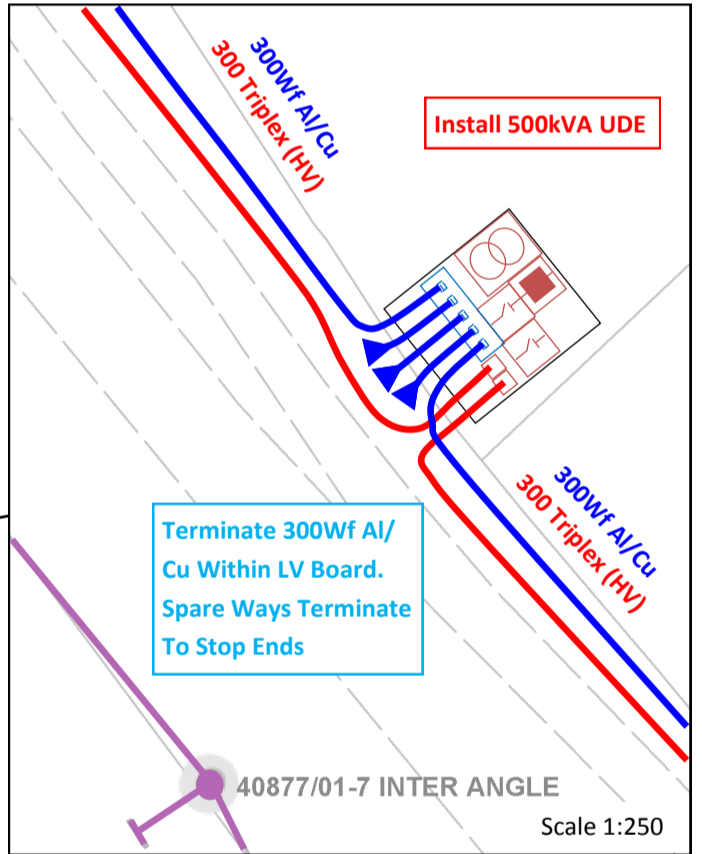 300Wf Al/Cu
300 Triplex (HV)
Install 500kVA UDE
300Wf Al/Cu
300 Triplex (HV)
Terminate 300Wf Al/
Cu Within LV Board.
Spare Ways Terminate
To Stop Ends
40877/01-7 INTER ANGLE
Scale 1:250